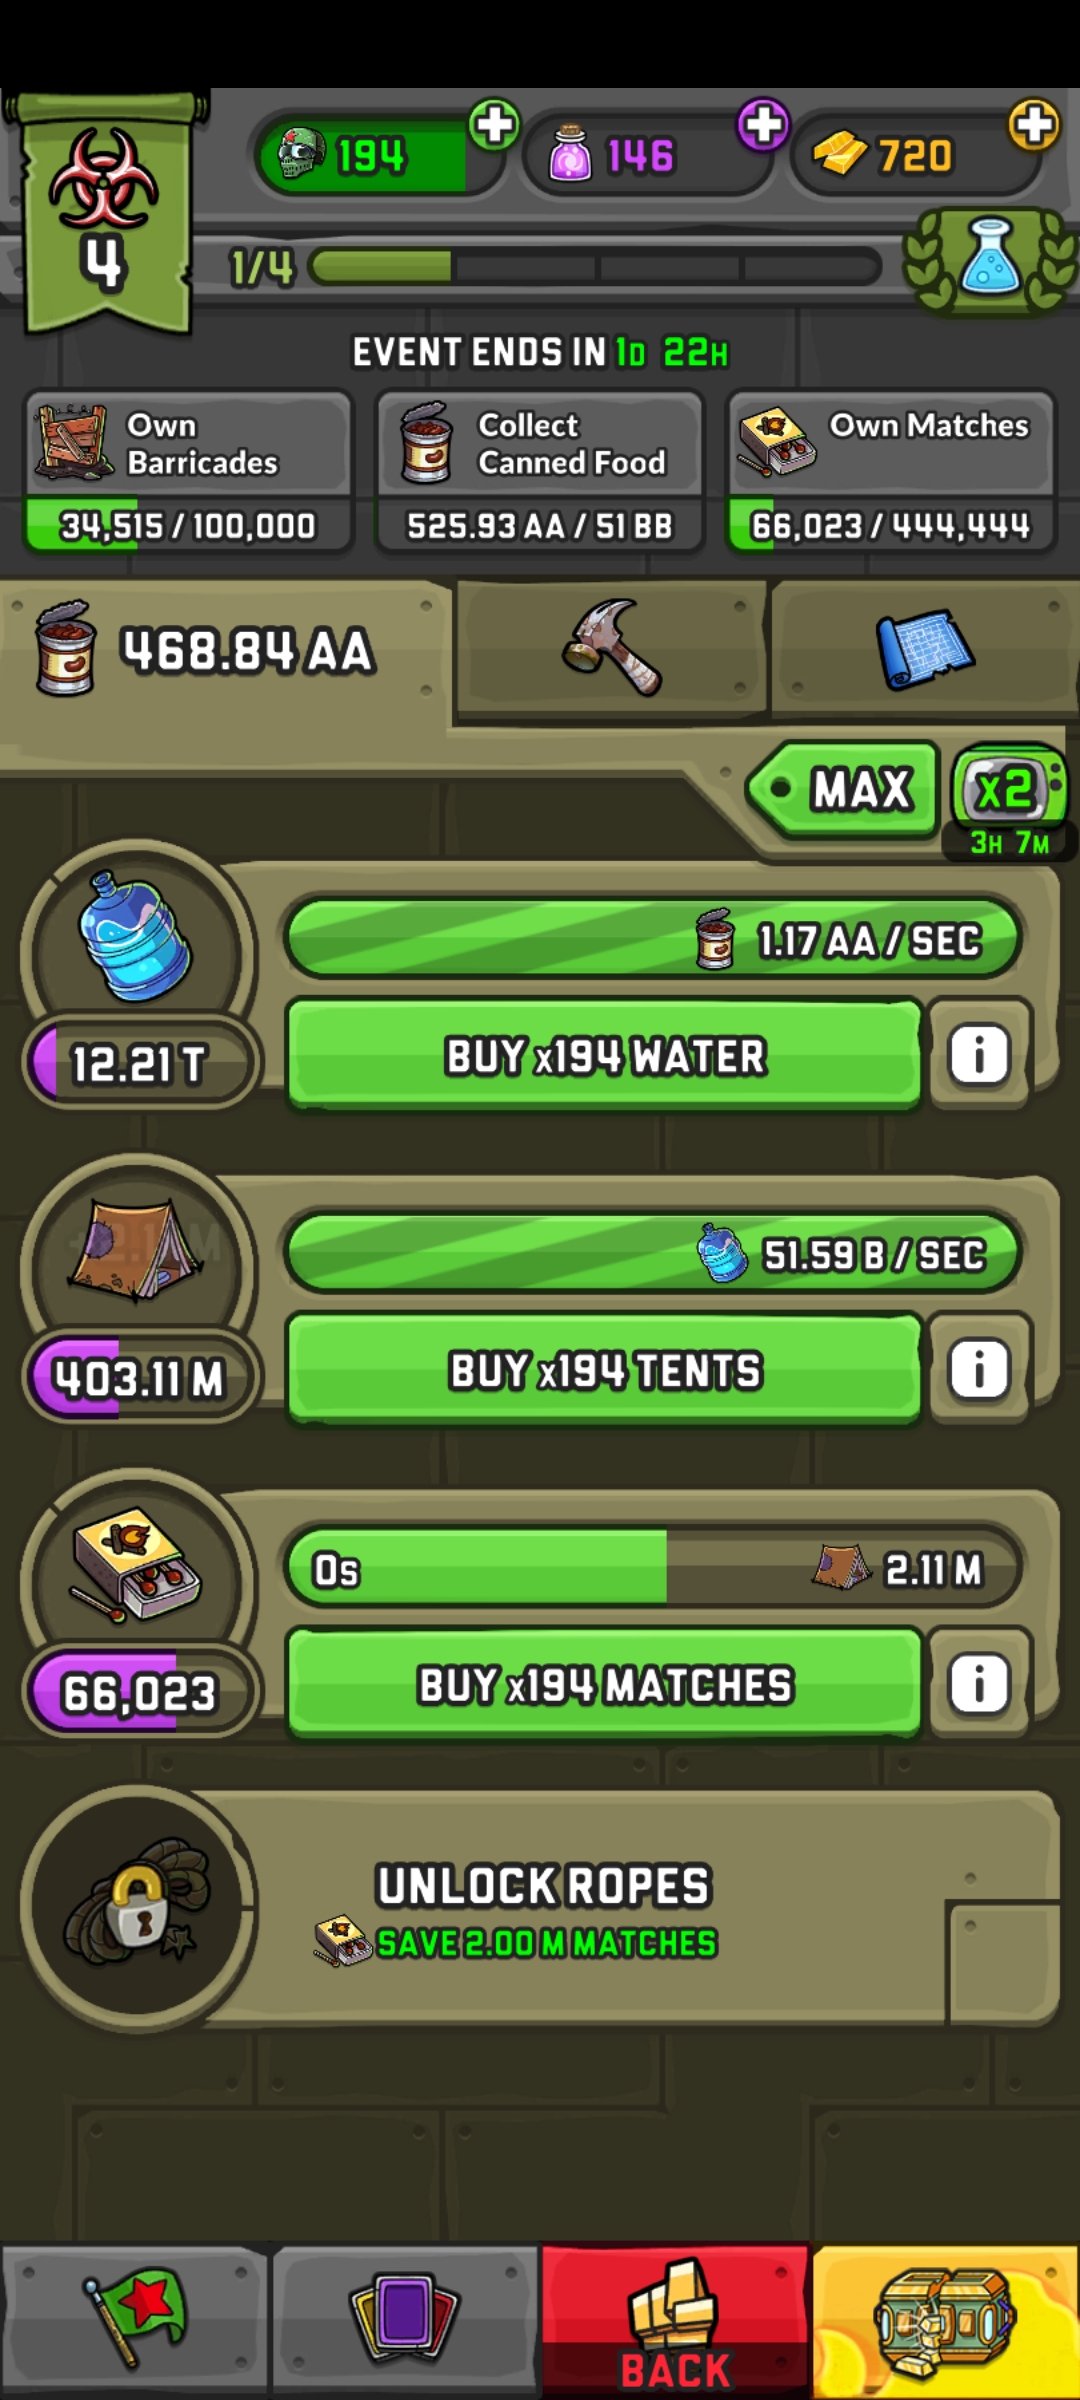 4
194
146
720
1/4
EVENT ENDS IN 1D 22H
Own
Barricades
34,515 / 100,000
Collect
Canned Food
525.93 AA / 51 BB
Own Matches
66,023 / 444,444
468.84 AA
MAX
x2
3H 7M
1.17 AA / SEC
12.21 T
BUY x194 WATER
i
51.59 B / SEC
403.11 M
BUY x194 TENTS
i
0s
2.11 M
66,023
BUY x194 MATCHES
i
UNLOCK ROPES
SAVE 2.00 M MATCHES
BACK